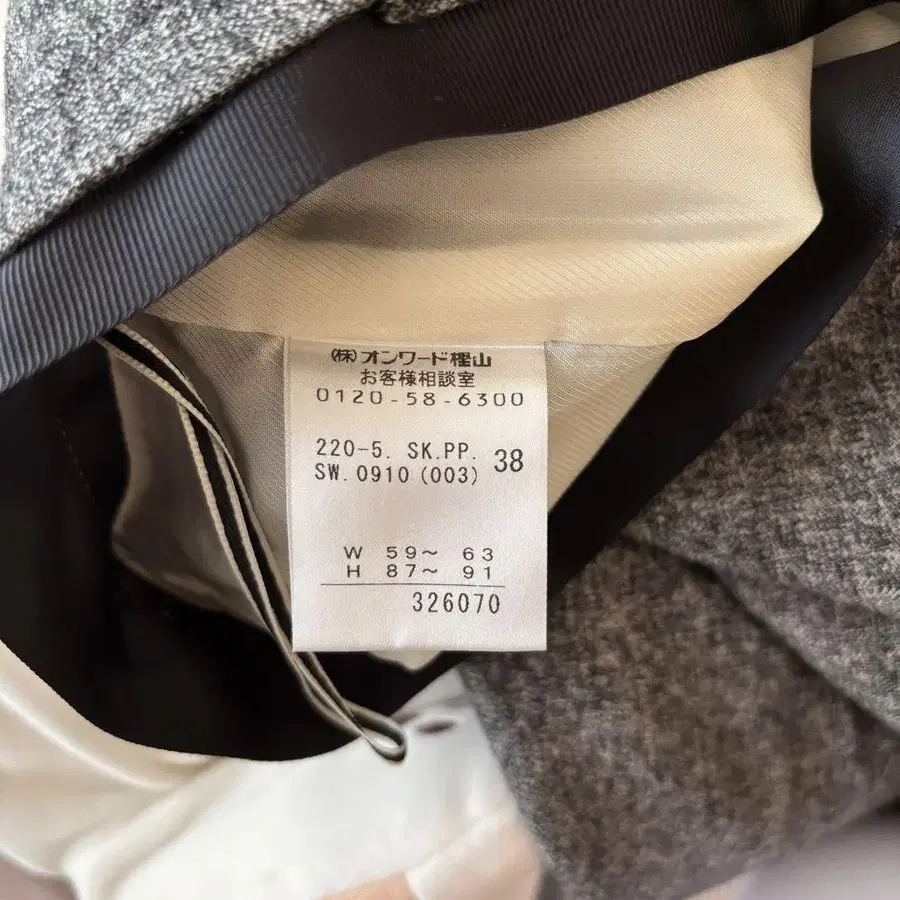 ㈱オンワード樫山
お客様相談室
0120-58-6300
220-5. SK.PP. 38
SW. 0910 (003)
W 59～ 63
H 87～ 91
326070